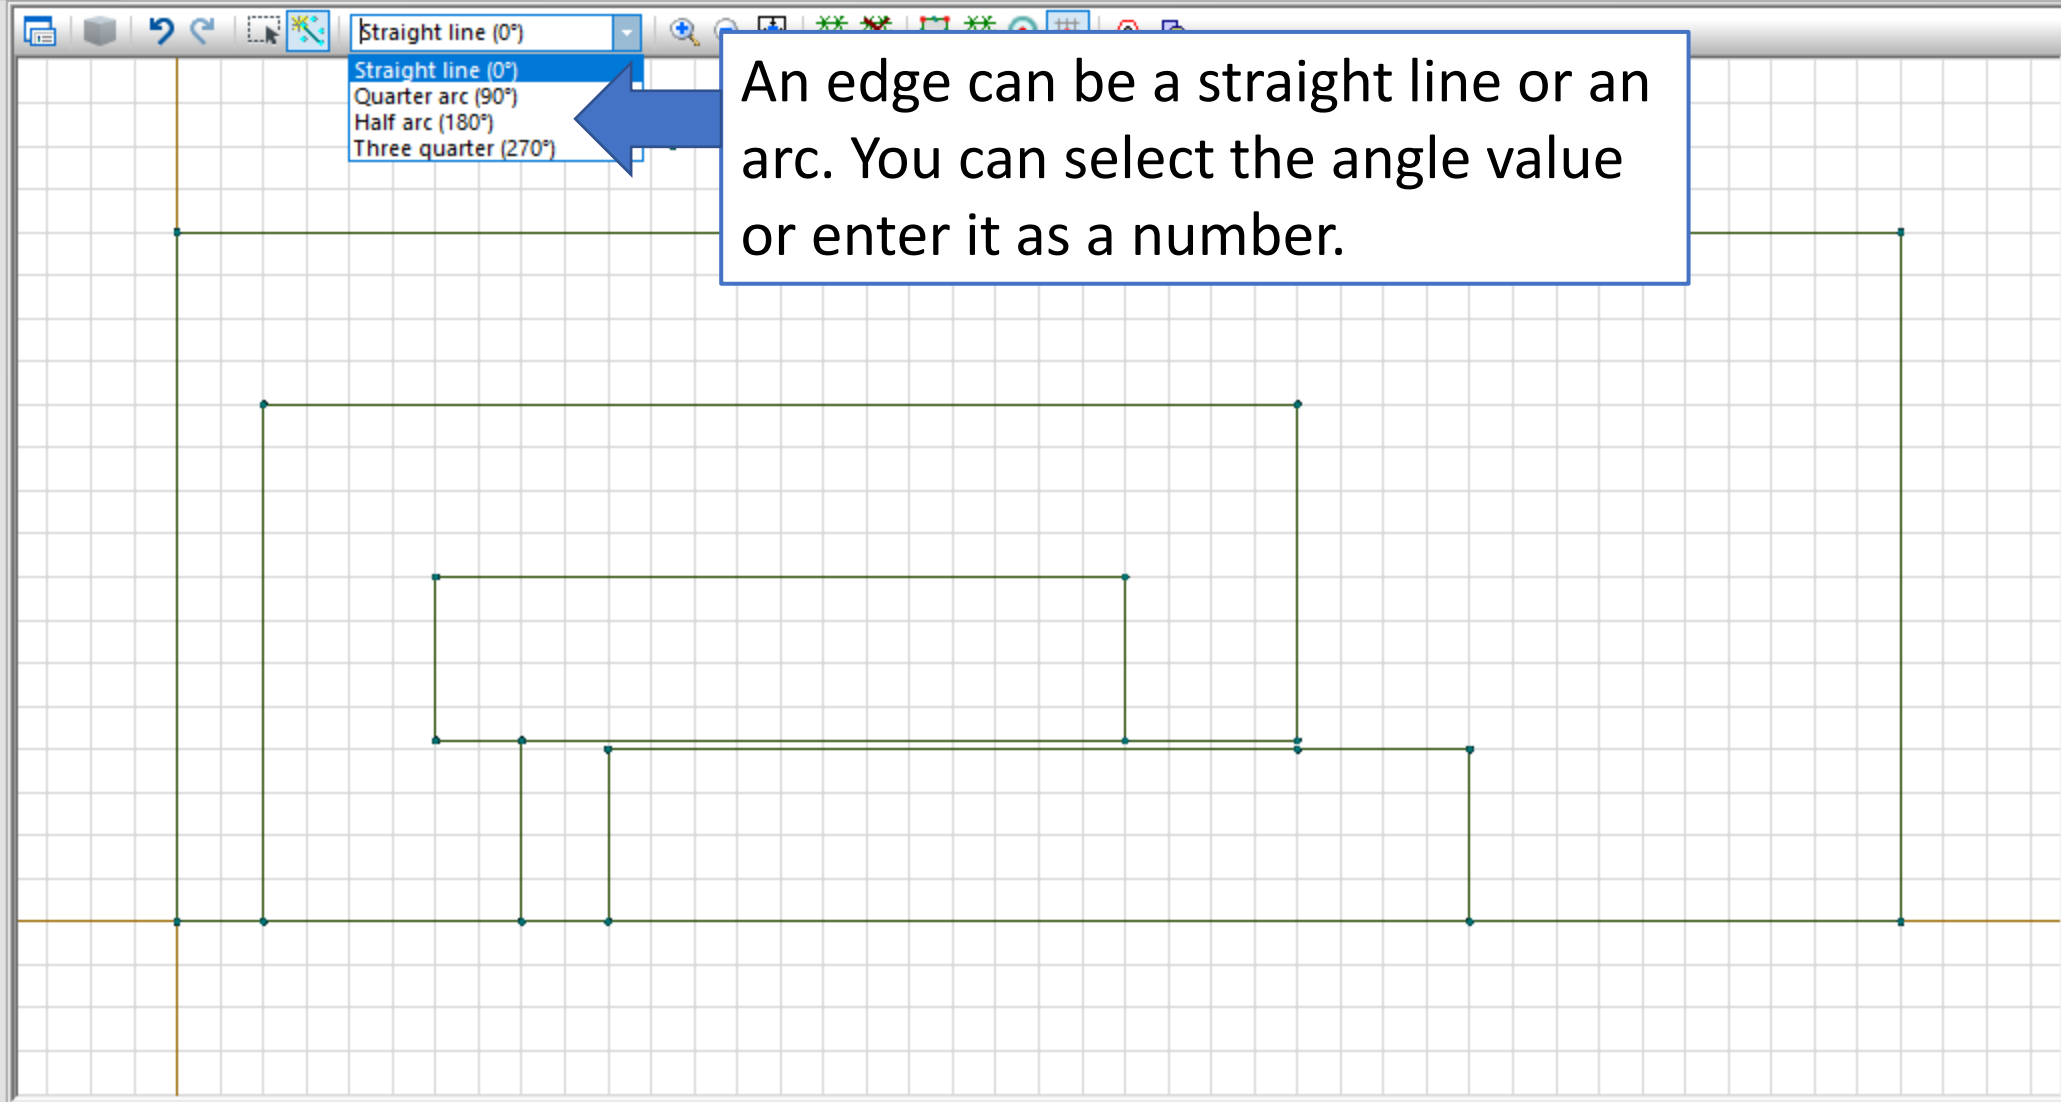 Straight line (0°)
Straight line (0°)
Quarter arc (90°)
Half arc (180°)
Three quarter (270°)
An edge can be a straight line or an
arc. You can select the angle value
or enter it as a number.